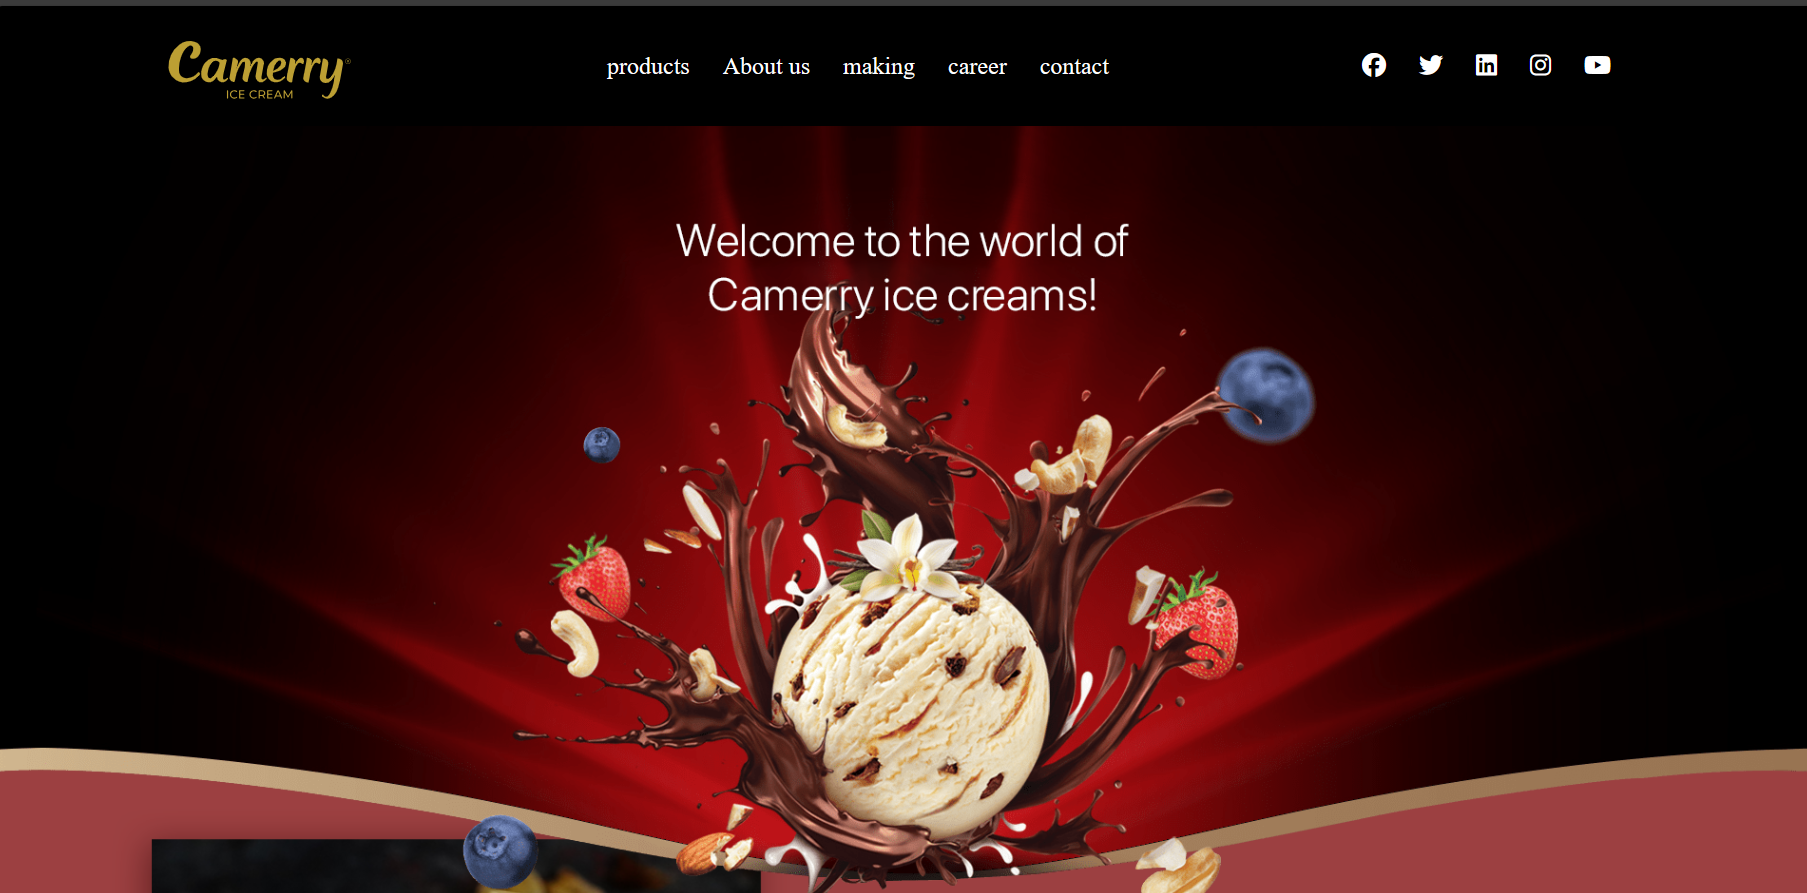 Camerry®
ICE CREAM
products About us making career contact
Welcome to the world of
Camerry ice creams!